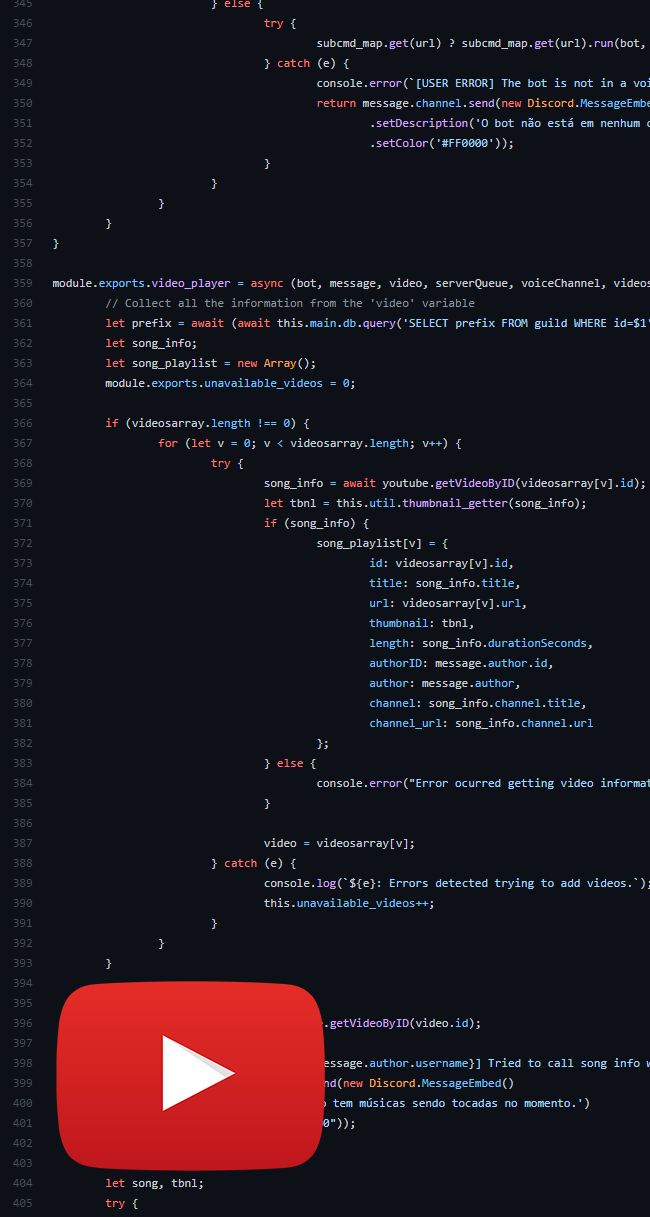 345 } else {
346 try {
347 subcmd_map.get(url) ? subcmd_map.get(url).run(bot,
348 } catch (e) {
349 console.error(`[USER ERROR] The bot is not in a voi
350 return message.channel.send(new Discord.MessageEmbe
351 .setDescription('O bot não está em nenhum c
352 .setColor('#FF0000'));
353 }
354 }
355 }
356 }
357 }
358
359 module.exports.video_player = async (bot, message, video, serverQueue, voiceChannel, videos
360 // Collect all the information from the 'video' variable
361 let prefix = await (await this.main.db.query('SELECT prefix FROM guild WHERE id=$1'
362 let song_info;
363 let song_playlist = new Array();
364 module.exports.unavailable_videos = 0;
365
366 if (videosarray.length !== 0) {
367 for (let v = 0; v < videosarray.length; v++) {
368 try {
369 song_info = await youtube.getVideoByID(videosarray[v].id);
370 let tbnl = this.util.thumbnail_getter(song_info);
371 if (song_info) {
372 song_playlist[v] = {
373 id: videosarray[v].id,
374 title: song_info.title,
375 url: videosarray[v].url,
376 thumbnail: tbnl,
377 length: song_info.durationSeconds,
378 authorID: message.author.id,
379 author: message.author,
380 channel: song_info.channel.title,
381 channel_url: song_info.channel.url
382 };
383 } else {
384 console.error("Error ocurred getting video informat
385 }
386
387 video = videosarray[v];
388 } catch (e) {
389 console.log(`${e}: Errors detected trying to add videos.`);
390 this.unavailable_videos++;
391 }
392 }
393 }
394
395
396 .getVideoByID(video.id);
397
398 essage.author.username}] Tried to call song info w
399 nd(new Discord.MessageEmbed()
400 o tem músicas sendo tocadas no momento.')
401 0"));
402
403
404 let song, tbnl;
405 try {